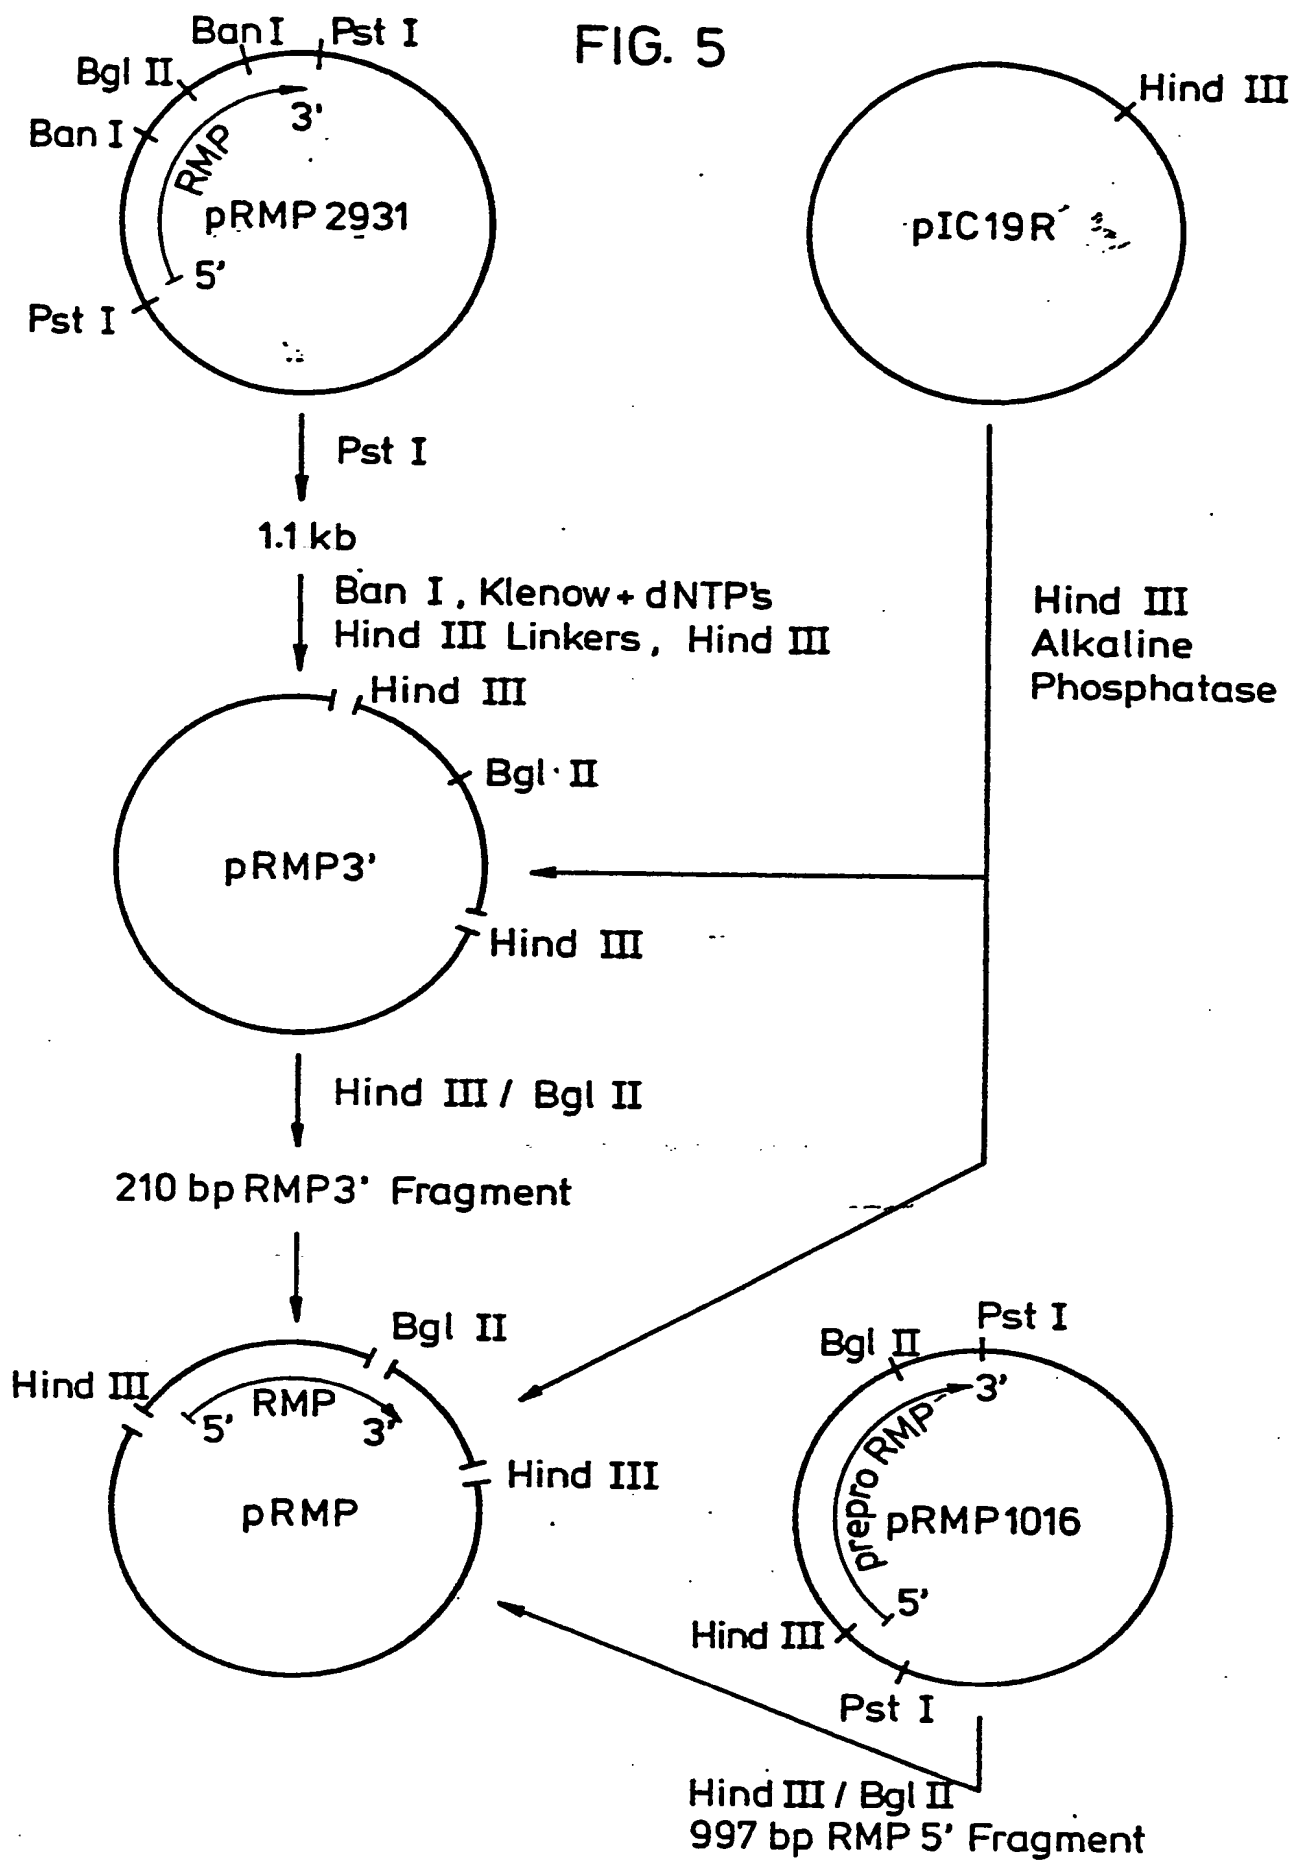 FIG. 5
Ban I
Pst I
Bgl II
Ban I
RMP
3'
pRMP 2931
5'
Pst I
Hind III
pIC19R
Pst I
1.1 kb
Ban I, Klenow + dNTP's
Hind III Linkers, Hind III
Hind III
Alkaline
Phosphatase
Hind III
Bgl II
pRMP3'
Hind III
Hind III / Bgl II
210 bp RMP3' Fragment
Bgl II
Hind III
RMP
5'
3'
Hind III
pRMP
Pst I
Bgl II
3'
prepro RMP
pRMP1016
5'
Hind III
Pst I
Hind III / Bgl II
997 bp RMP 5' Fragment